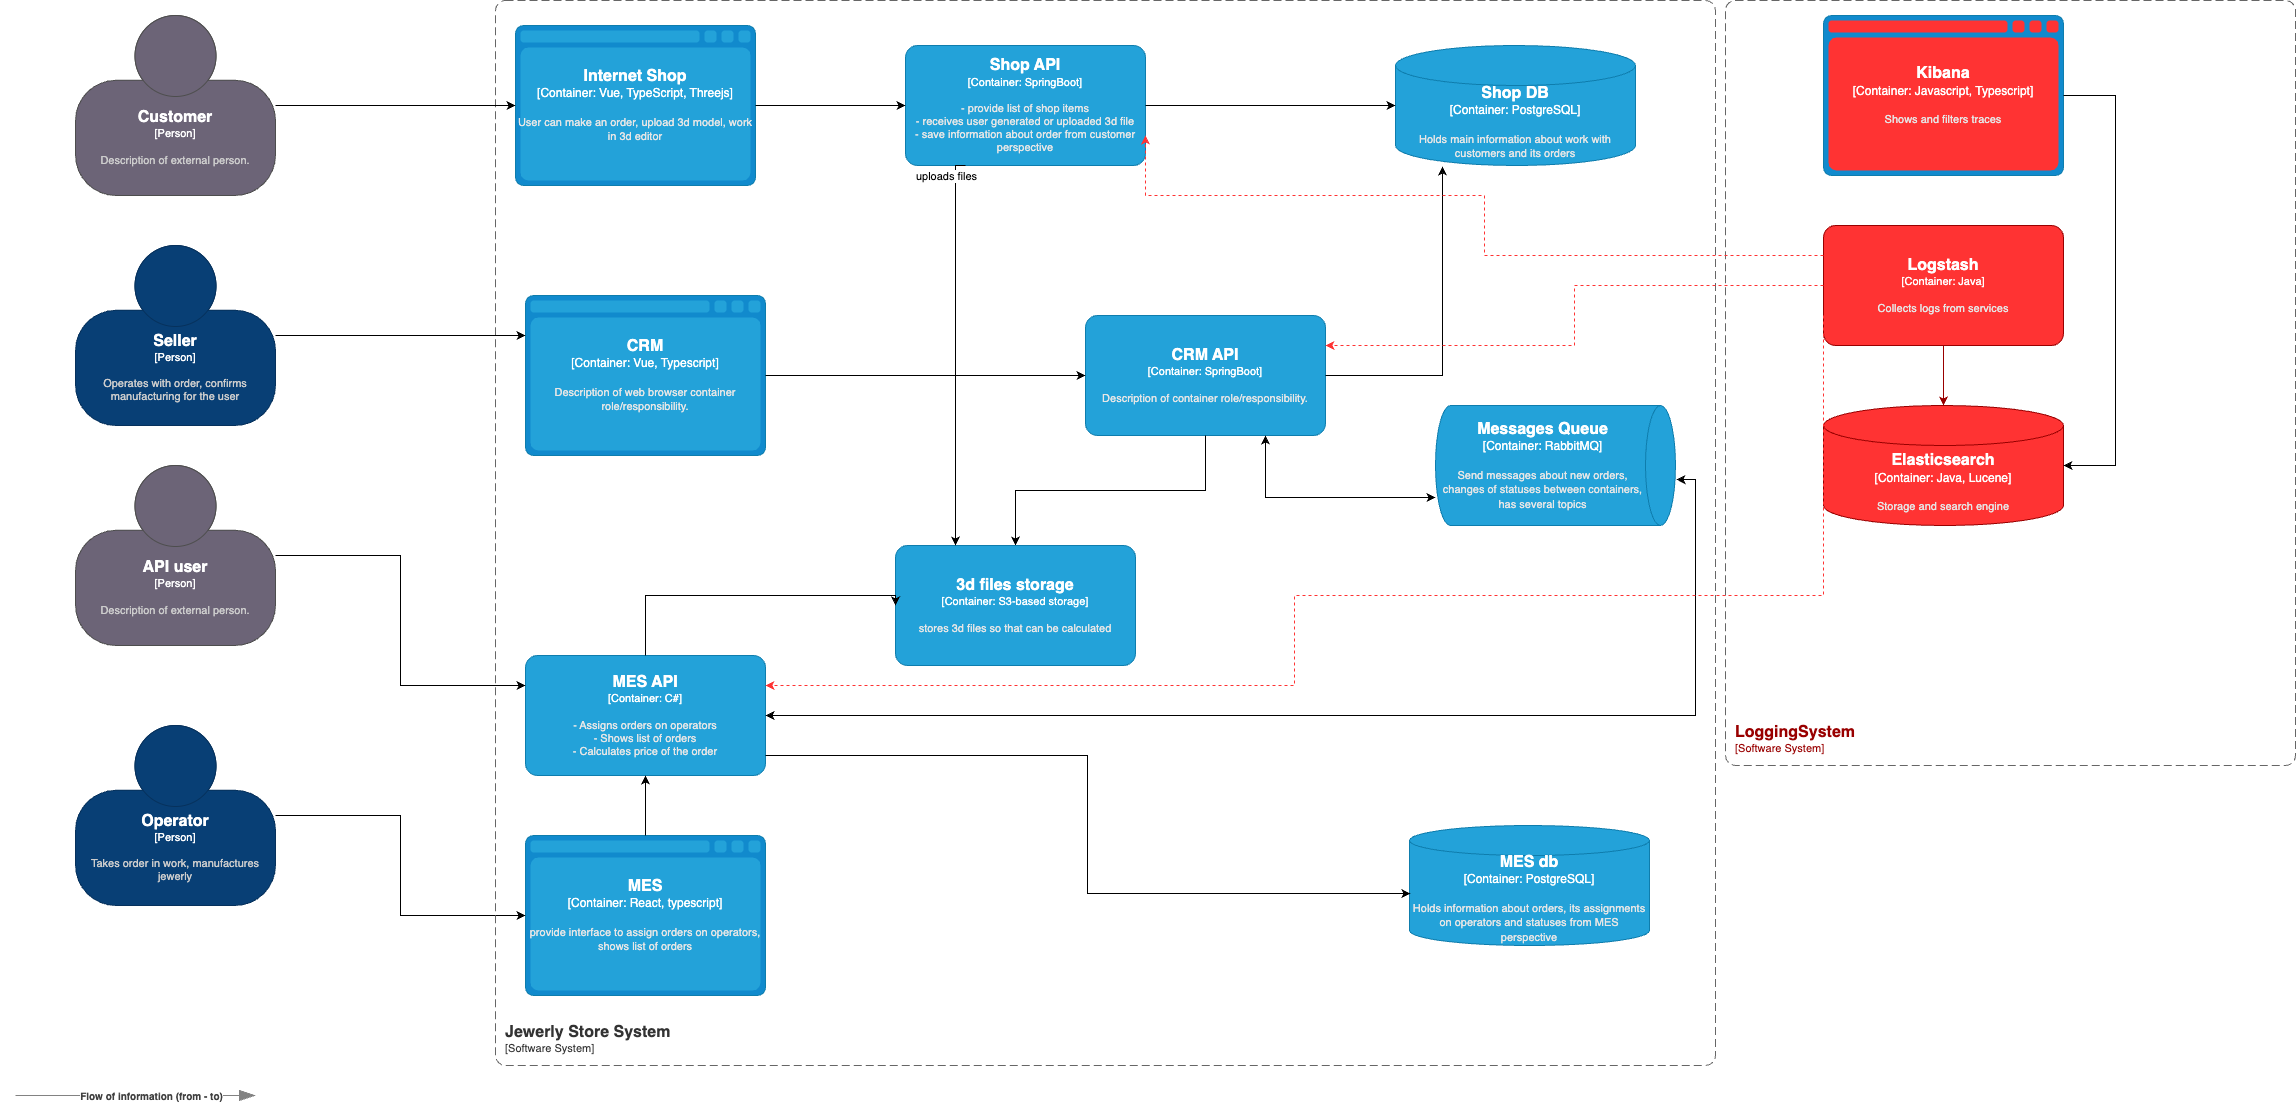 Customer
[Person]
Description of external person.
Internet Shop
[Container: Vue, TypeScript, Threejs]
User can make an order, upload 3d model, work
in 3d editor
Shop API
[Container: SpringBoot]
- provide list of shop items
- receives user generated or uploaded 3d file
- save information about order from customer
perspective
uploads files
Shop DB
[Container: PostgreSQL]
Holds main information about work with
customers and its orders
Kibana
[Container: Javascript, Typescript]
Shows and filters traces
Seller
[Person]
Operates with order, confirms
manufacturing for the user
CRM
[Container: Vue, Typescript]
Description of web browser container
role/responsibility.
CRM API
[Container: SpringBoot]
Description of container role/responsibility.
Logstash
[Container: Java]
Collects logs from services
Messages Queue
[Container: RabbitMQ]
Send messages about new orders,
changes of statuses between containers,
has several topics
Elasticsearch
[Container: Java, Lucene]
Storage and search engine
API user
[Person]
Description of external person.
3d files storage
[Container: S3-based storage]
stores 3d files so that can be calculated
MES API
[Container: C#]
- Assigns orders on operators
- Shows list of orders
- Calculates price of the order
LoggingSystem
[Software System]
Operator
[Person]
Takes order in work, manufactures
jewerly
MES
[Container: React, typescript]
provide interface to assign orders on operators,
shows list of orders
MES db
[Container: PostgreSQL]
Holds information about orders, its assignments
on operators and statuses from MES
perspective
Jewerly Store System
[Software System]
Flow of information (from - to)